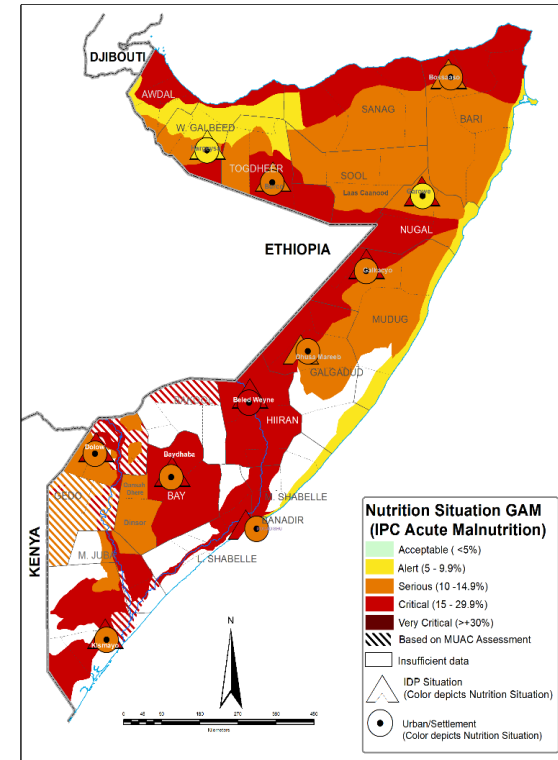 DJIBOUTI
Bossaaso
AWDAL
SANAG
BARI
W. GALBEED
TOGDHEER
SOOL
Laas Caanood
Garowe
NUGAL
ETHIOPIA
Galkacyo
MUDUG
GALGADUD
Beled Weyne
HIIRAN
Dolow
Baydhaba
BAY
GEDO
SHABELLE
BANADIR
KENYA
M. JUBA
L. SHABELLE
Kismayo
N
Kilometers
Nutrition Situation GAM
(IPC Acute Malnutrition)
Acceptable ( <5%)
Alert (5 - 9.9%)
Serious (10 -14.9%)
Critical (15 - 29.9%)
Very Critical (>+30%)
Based on MUAC Assessment
Insufficient data
IDP Situation
(Color depicts Nutrition Situation)
Urban/Settlement
(Color depicts Nutrition Situation)